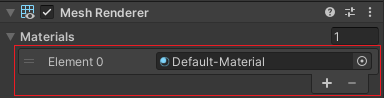 Mesh Renderer
Materials 1
Element 0 Default-Material